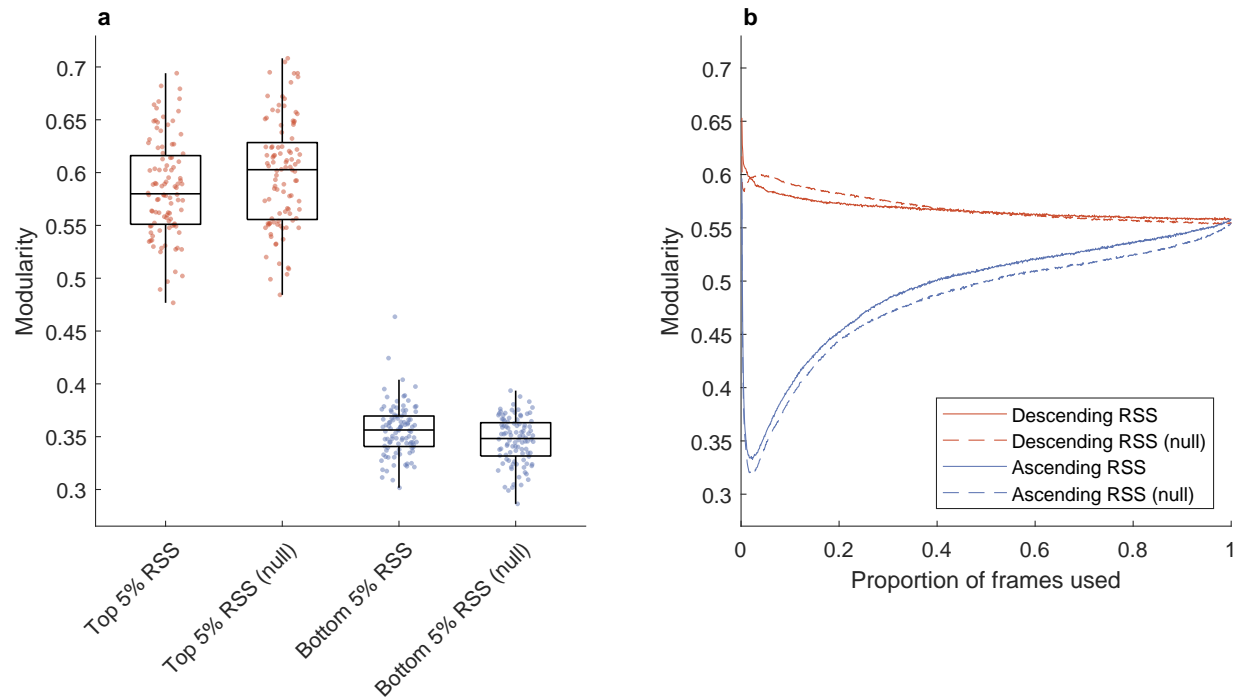 a
0.7
0.65
0.6
0.55
0.5
0.45
0.4
0.35
0.3
Modularity
Top 5% RSS
Top 5% RSS (null)
Bottom 5% RSS
Bottom 5% RSS (null)
b
0.7
0.65
0.6
0.55
0.5
0.45
0.4
0.35
0.3
Modularity
Descending RSS
Descending RSS (null)
Ascending RSS
Ascending RSS (null)
0 0.2 0.4 0.6 0.8 1
Proportion of frames used